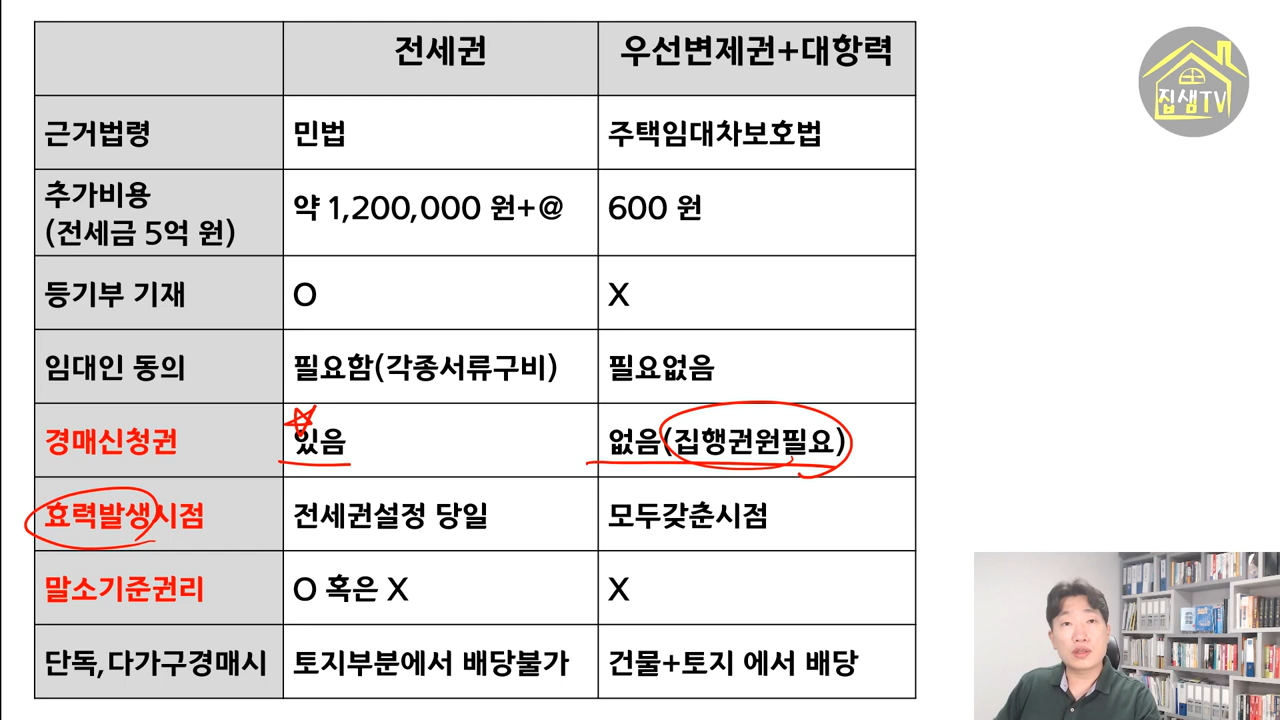 전세권 우선변제권+대항력
근거법령 민법 주택임대차보호법
추가비용
(전세금 5억 원) 약 1,200,000 원+@ 600 원
등기부 기재 O X
임대인 동의 필요함(각종서류구비) 필요없음
경매신청권 있음 없음(집행권원필요)
효력발생시점 전세권설정 당일 모두갖춘시점
말소기준권리 O 혹은 X X
단독,다가구경매시 토지부분에서 배당불가 건물+토지 에서 배당
집샘TV